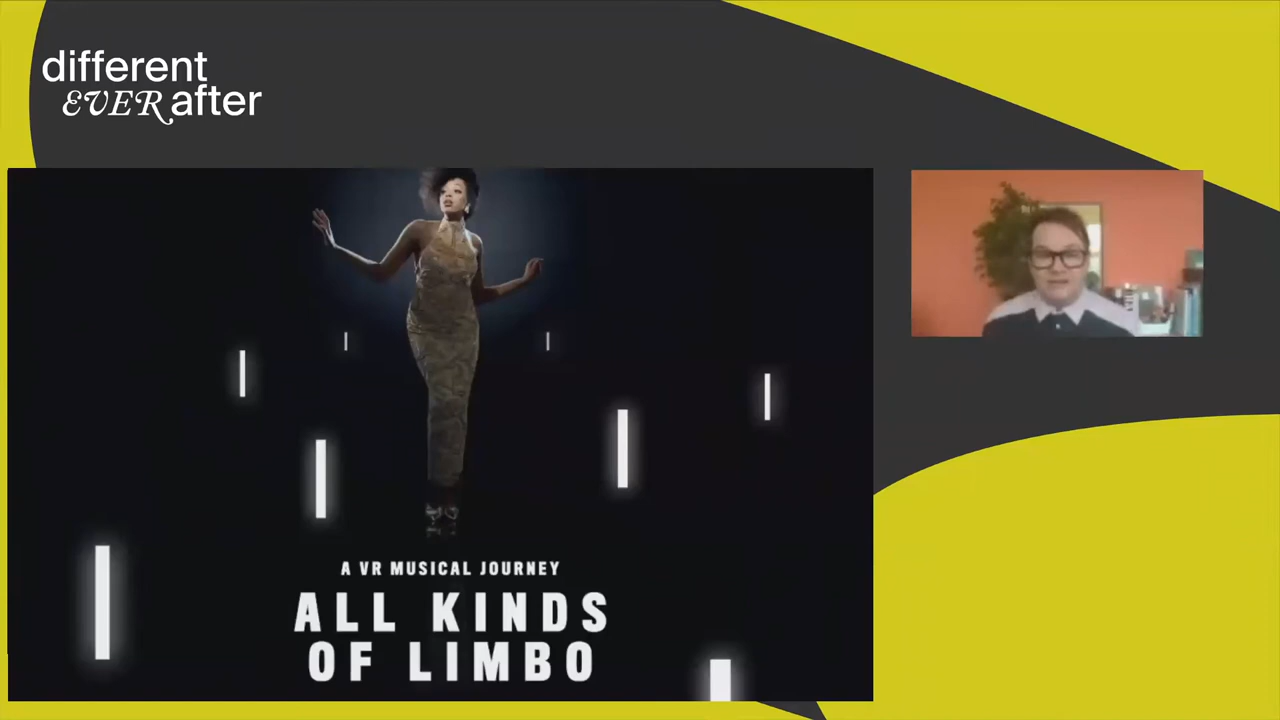 different
EVER after
A VR MUSICAL JOURNEY
ALL KINDS
OF LIMBO